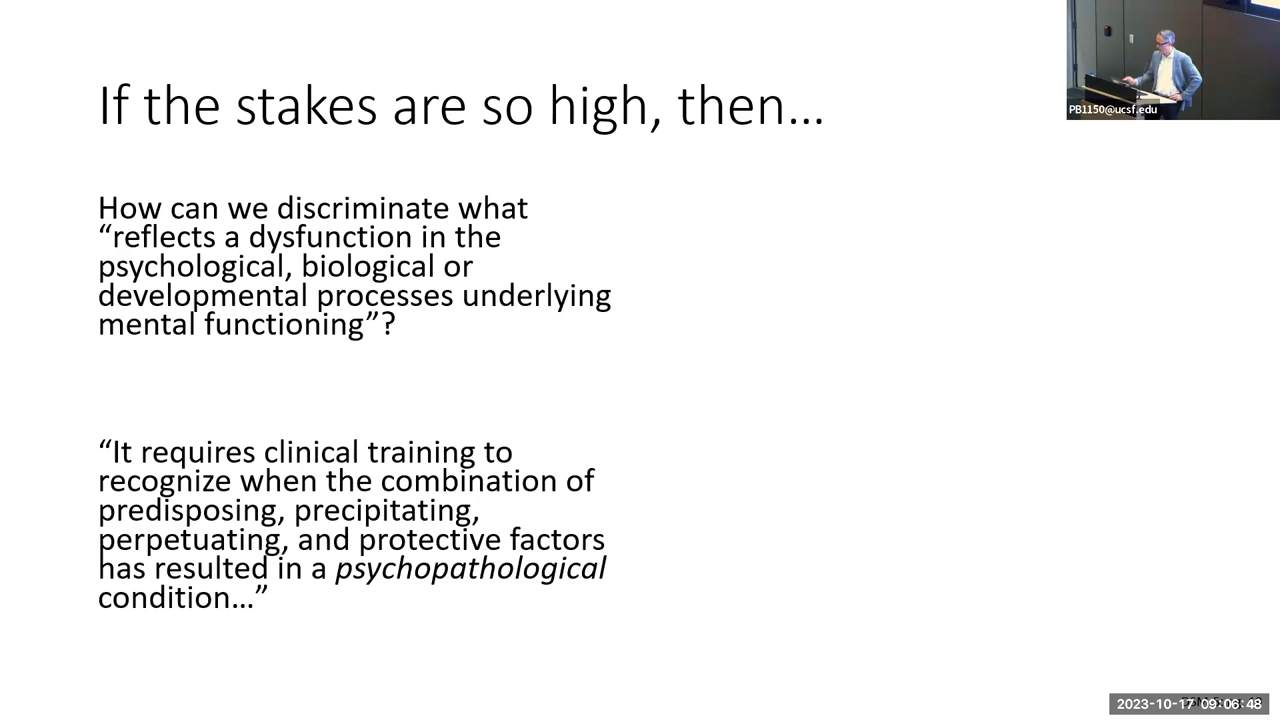 If the stakes are so high, then…
How can we discriminate what
“reflects a dysfunction in the
psychological, biological or
developmental processes underlying
mental functioning”?
“It requires clinical training to
recognize when the combination of
predisposing, precipitating,
perpetuating, and protective factors
has resulted in a psychopathological
condition…”
PB1150@ucsf.edu
2023-10-17 09:06:48